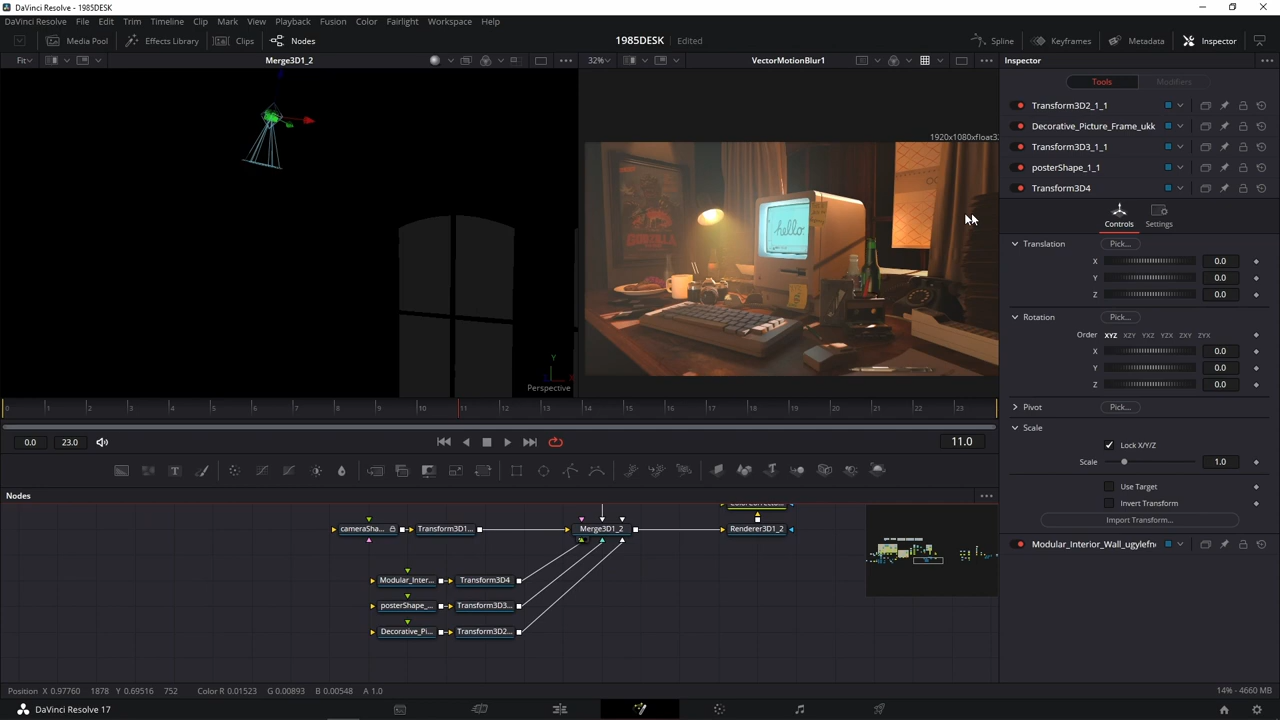 DaVinci Resolve - 1985DESK
DaVinci Resolve File Edit Trim Timeline Clip Mark View Playback Fusion Color Fairlight Workspace Help
Media Pool Effects Library Clips Nodes 1985DESK Edited Spline Keyframes Metadata Inspector
Fit Merge3D1_2 32% VectorMotionBlur1 Inspector
Tools Modifiers
Transform3D2_1_1
Decorative_Picture_Frame_ukk
Transform3D3_1_1
posterShape_1_1
Transform3D4
1920x1080xfloat32
hello.
GODZILLA
Controls Settings
Translation Pick...
X 0.0
Y 0.0
Z 0.0
Rotation Pick...
Order XYZ XZY YXZ YZX ZXY ZYX
X 0.0
Y 0.0
Z 0.0
Pivot Pick...
Scale
Lock X/Y/Z
Scale 1.0
Use Target
Invert Transform
Import Transform...
Modular_Interior_Wall_ugylefn
Y
Perspective
0 1 2 3 4 5 6 7 8 9 10 11 12 13 14 15 16 17 18 19 20 21 22 23
0.0 23.0 11.0
Nodes
cameraSha... Transform3D1... Merge3D1_2 Renderer3D1_2
Modular_Inter... Transform3D4
posterShape_... Transform3D3...
Decorative_Pi... Transform3D2...
Position X 0.97760 1878 Y 0.69516 752 Color R 0.01523 G 0.00893 B 0.00548 A 1.0 14% - 4660 MB
DaVinci Resolve 17